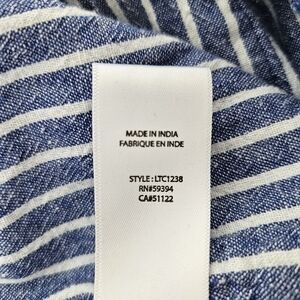 MADE IN INDIA
FABRIQUE EN INDE
STYLE: LTC1238
RN#59394
CA#51122